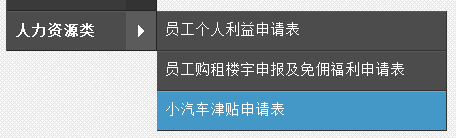 人力资源类
员工个人利益申请表
员工购租楼宇申报及免佣福利申请表
小汽车津贴申请表